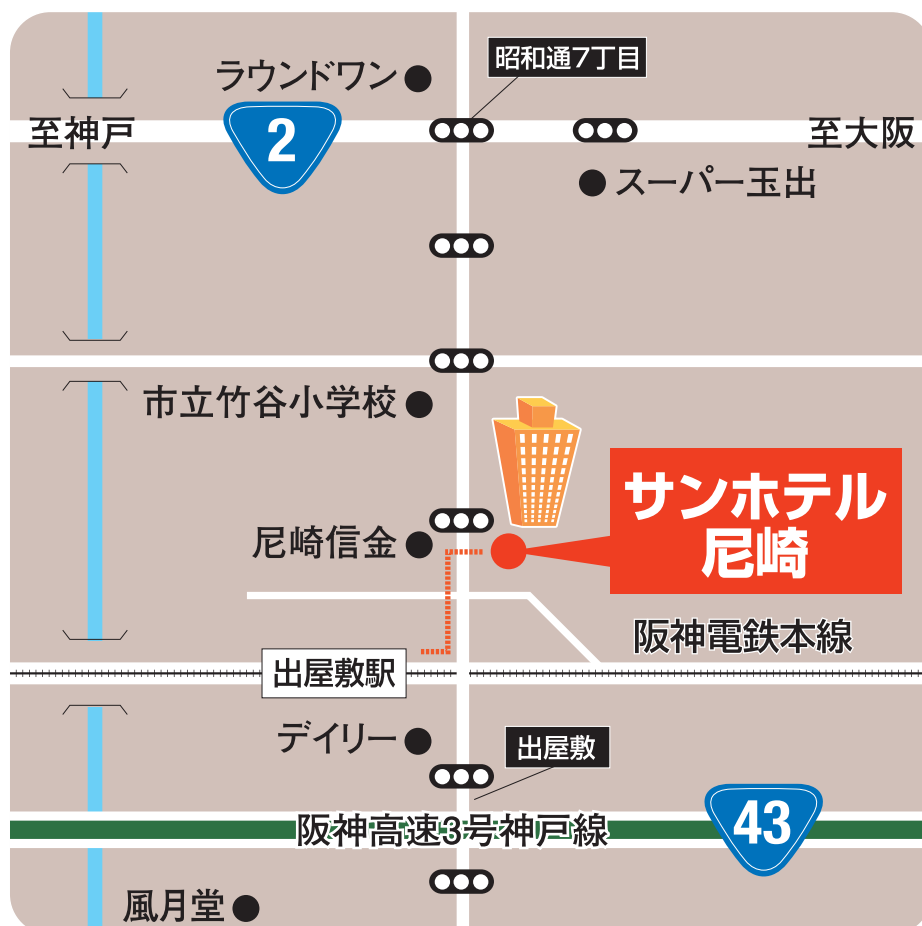 昭和通7丁目
ラウンドワン
至神戸
2
至大阪
スーパー玉出
市立竹谷小学校
サンホテル
尼崎
尼崎信金
阪神電鉄本線
出屋敷駅
デイリー
出屋敷
43
阪神高速3号神戸線
風月堂